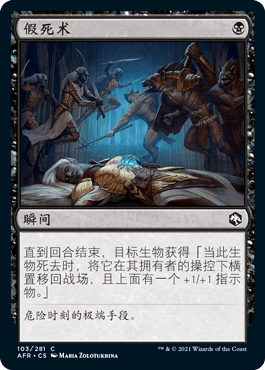 假死术
瞬间
直到回合结束，目标生物获得「当此生
物死去时，将它在其拥有者的操控下横
置移回战场，且上面有一个 +1/+1 指示
物。」
危险时刻的极端手段。
103/281 C
AFR • CS MARIA ZOLOTUKHINA
™ & © 2021 Wizards of the Coast